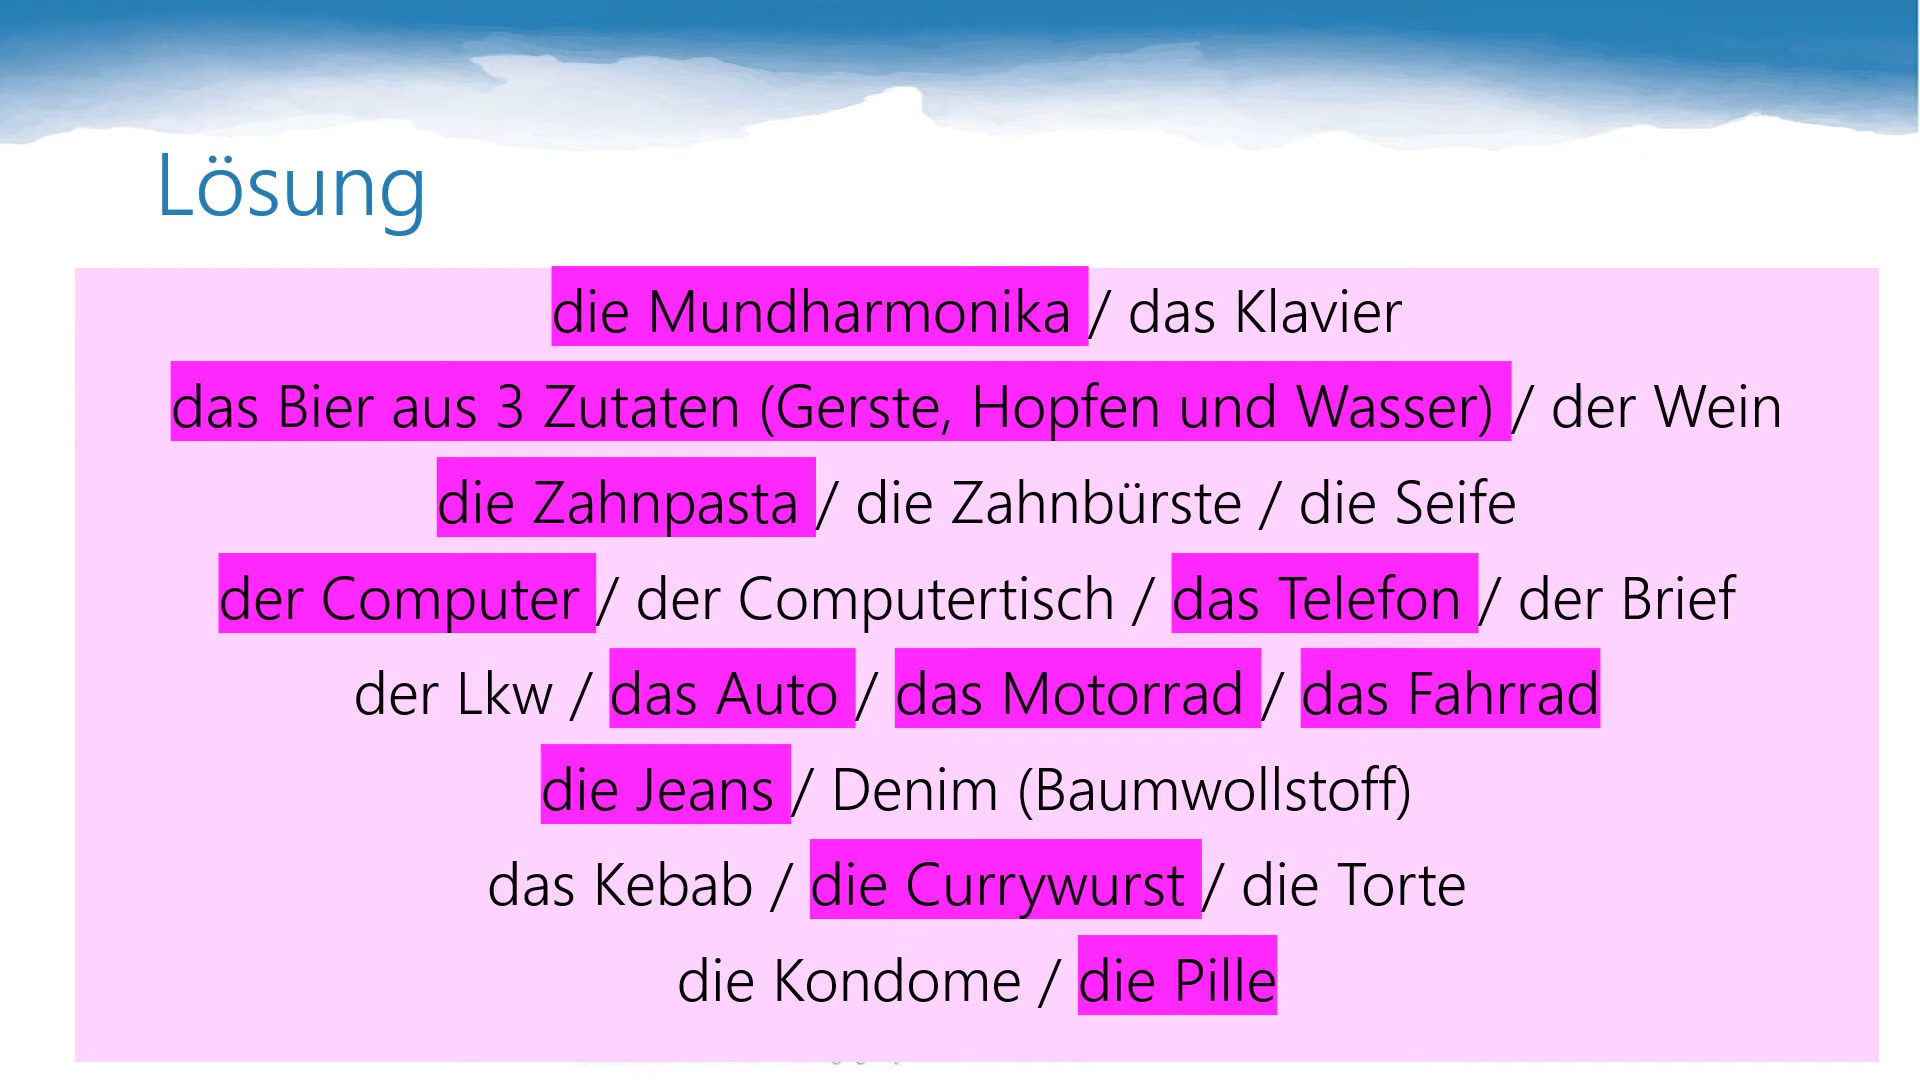 Lösung
die Mundharmonika / das Klavier
das Bier aus 3 Zutaten (Gerste, Hopfen und Wasser) / der Wein
die Zahnpasta / die Zahnbürste / die Seife
der Computer / der Computertisch / das Telefon / der Brief
der Lkw / das Auto / das Motorrad / das Fahrrad
die Jeans / Denim (Baumwollstoff)
das Kebab / die Currywurst / die Torte
die Kondome / die Pille